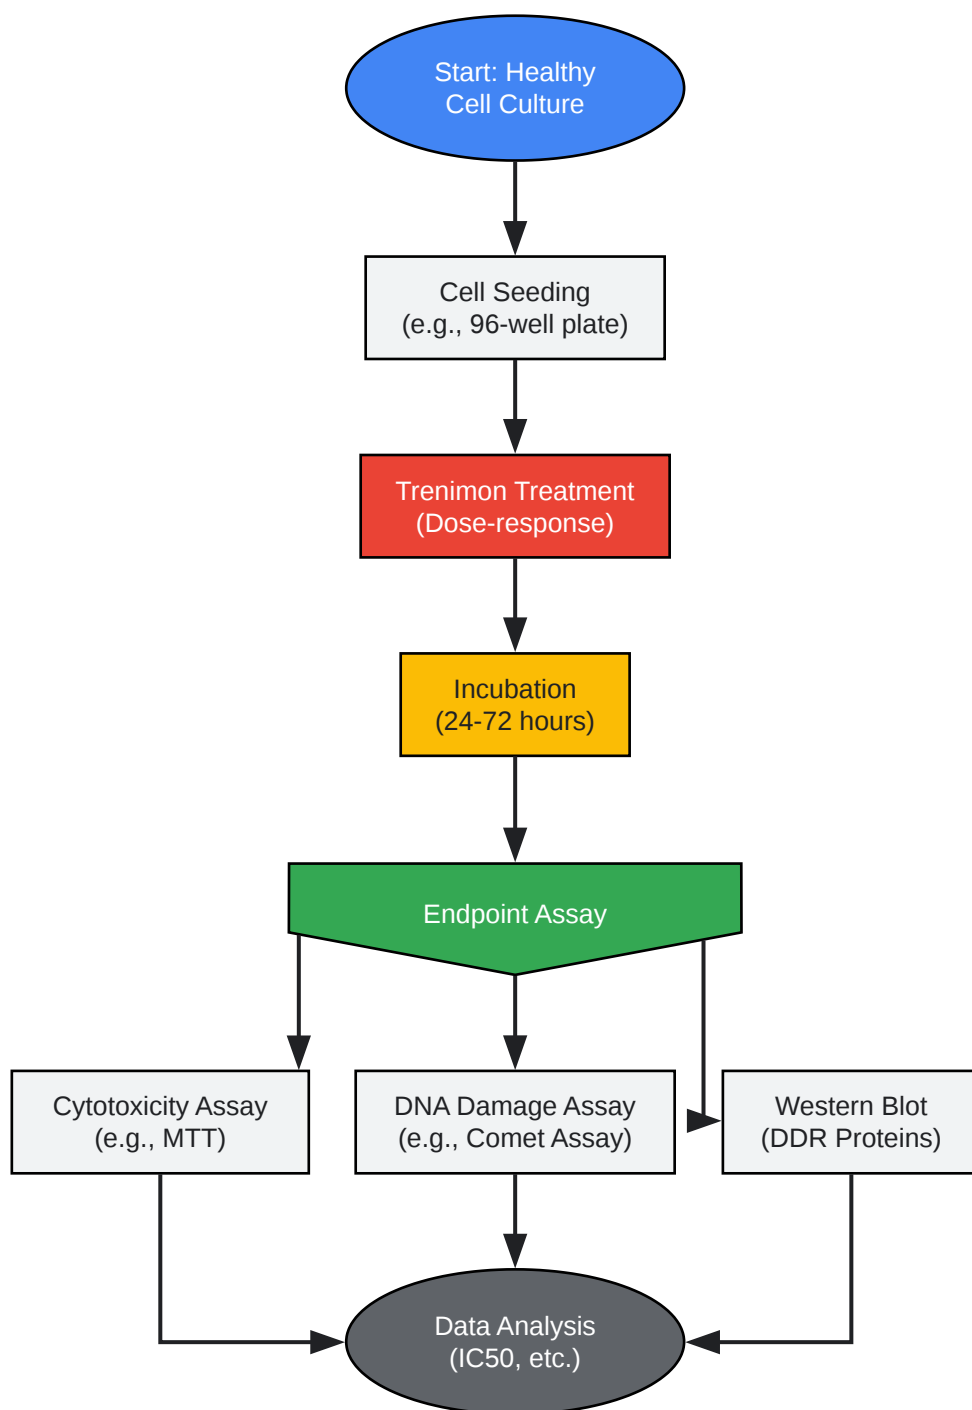 Start: Healthy
Cell Culture
Cell Seeding
(e.g., 96-well plate)
Trenimon Treatment
(Dose-response)
Incubation
(24-72 hours)
Endpoint Assay
Cytotoxicity Assay
(e.g., MTT)
DNA Damage Assay
(e.g., Comet Assay)
Western Blot
(DDR Proteins)
Data Analysis
(IC50, etc.)